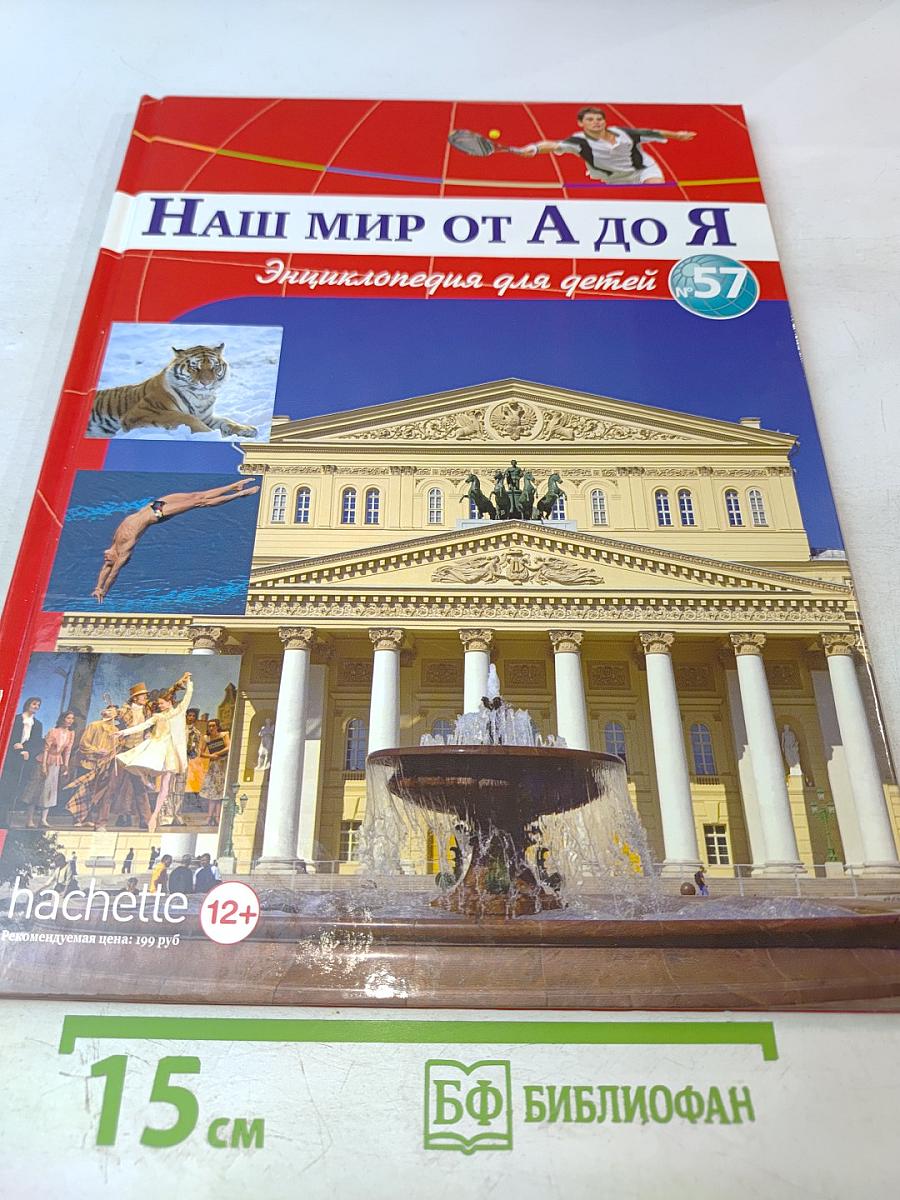 Наш мир от А до Я
Энциклопедия для детей
№57
hachette
12+
Рекомендуемая цена: 199 руб
15 см
БФ БИБЛИОФАН